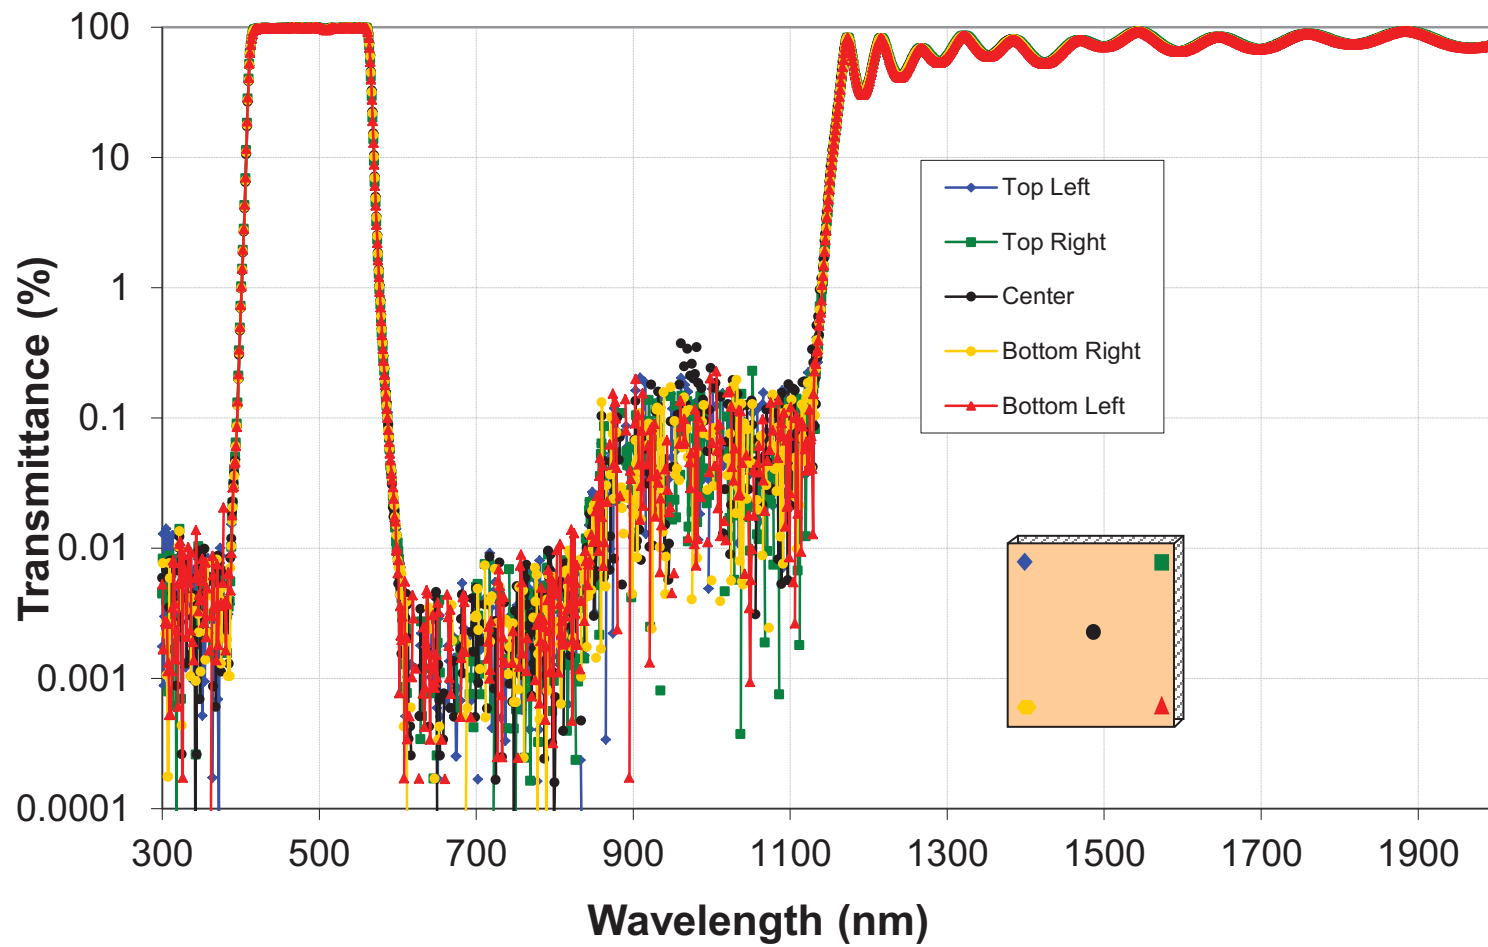 100
10
1
0.1
0.01
0.001
0.0001
Transmittance (%)
Top Left
Top Right
Center
Bottom Right
Bottom Left
300 500 700 900 1100 1300 1500 1700 1900
Wavelength (nm)